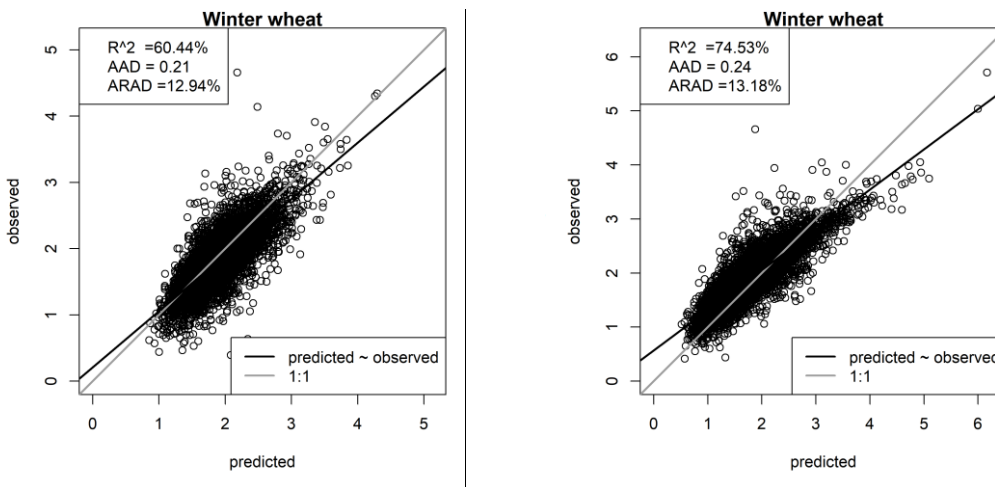 Winter wheat
R^2 =60.44%
AAD = 0.21
ARAD =12.94%
5
4
3
2
1
0
observed
predicted ~ observed
1:1
0 1 2 3 4 5
predicted
Winter wheat
R^2 =74.53%
AAD = 0.24
ARAD =13.18%
6
5
4
3
2
1
0
observed
predicted ~ observed
1:1
0 1 2 3 4 5 6
predicted